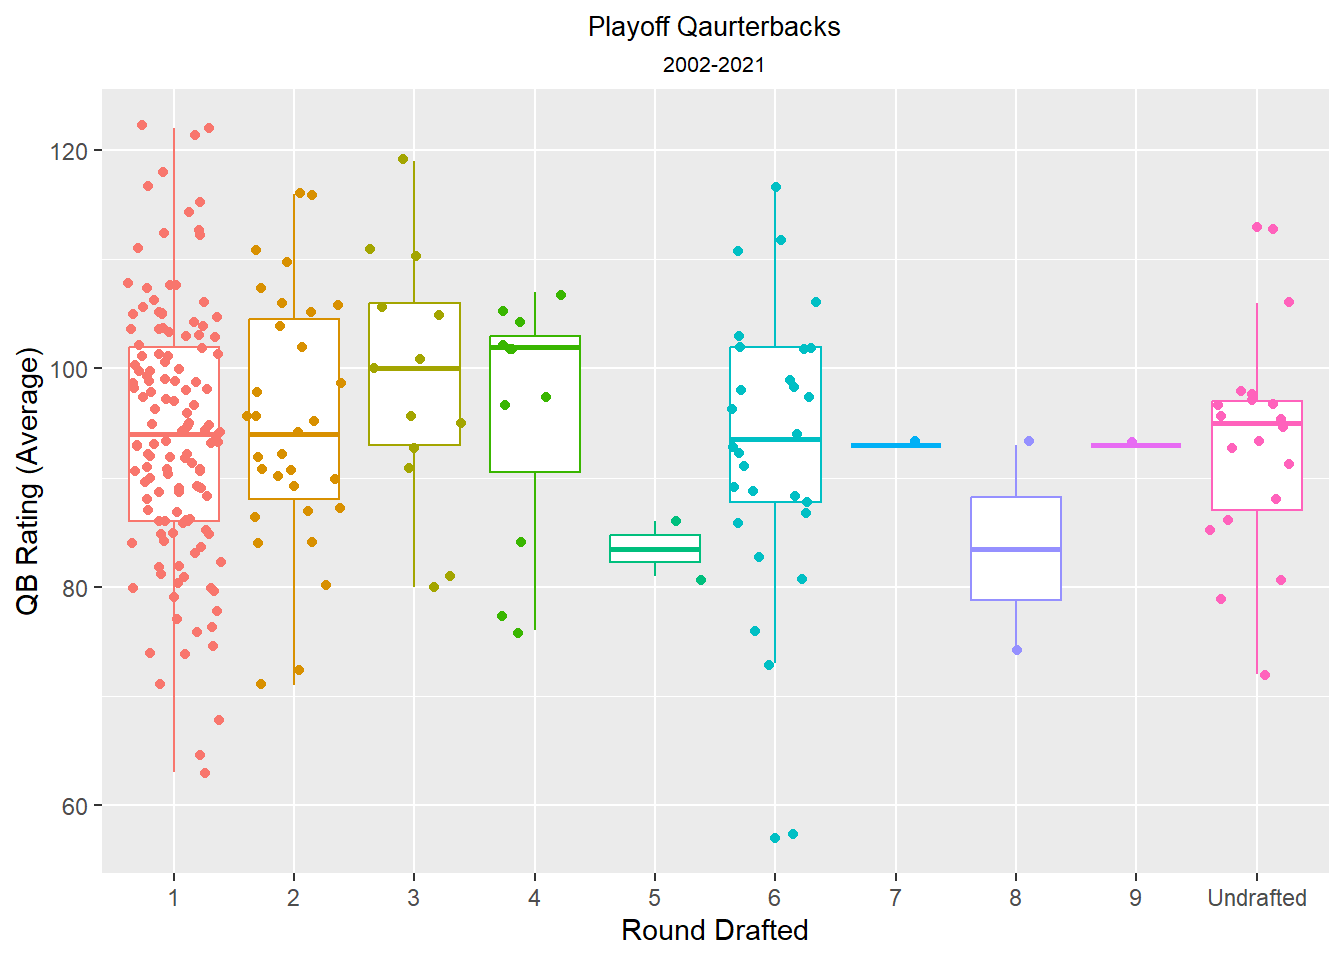 Playoff Qaurterbacks
2002-2021
QB Rating (Average)
120
100
80
60
1 2 3 4 5 6 7 8 9 Undrafted
Round Drafted